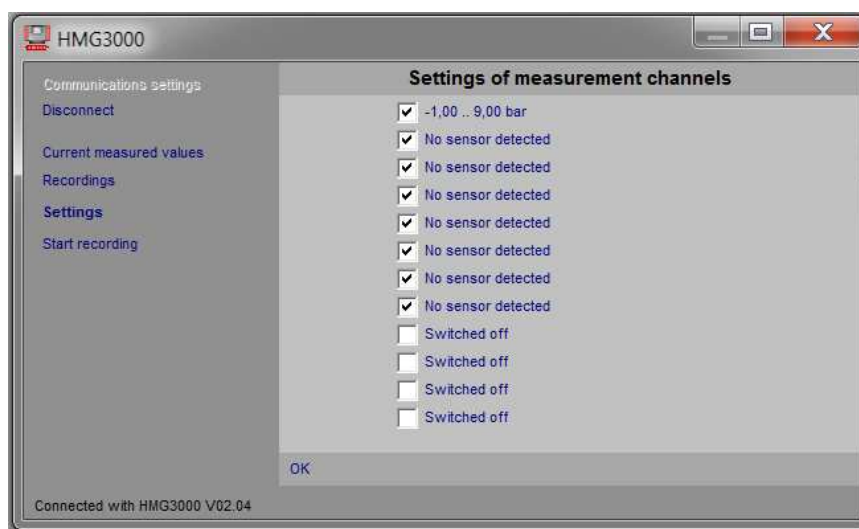 HMG3000
Communications settings
Disconnect
Current measured values
Recordings
Settings
Start recording
Settings of measurement channels
-1,00 .. 9,00 bar
No sensor detected
No sensor detected
No sensor detected
No sensor detected
No sensor detected
No sensor detected
No sensor detected
Switched off
Switched off
Switched off
Switched off
OK
Connected with HMG3000 V02.04